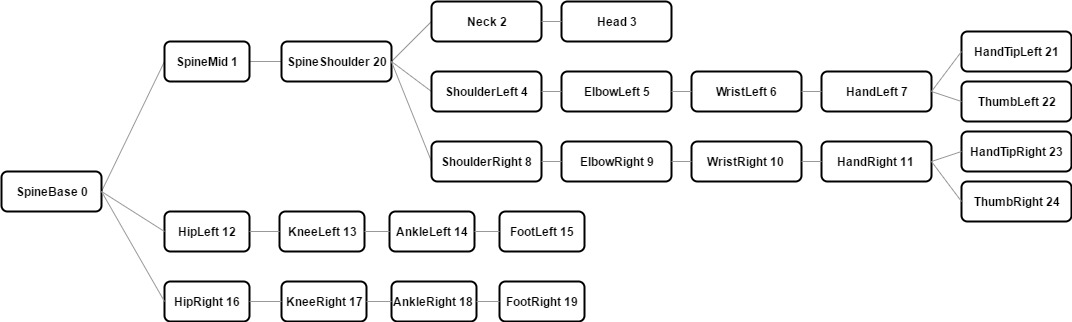 Neck 2
Head 3
SpineMid 1
SpineShoulder 20
HandTipLeft 21
ShoulderLeft 4
ElbowLeft 5
WristLeft 6
HandLeft 7
ThumbLeft 22
ShoulderRight 8
ElbowRight 9
WristRight 10
HandRight 11
HandTipRight 23
SpineBase 0
ThumbRight 24
HipLeft 12
KneeLeft 13
AnkleLeft 14
FootLeft 15
HipRight 16
KneeRight 17
AnkleRight 18
FootRight 19